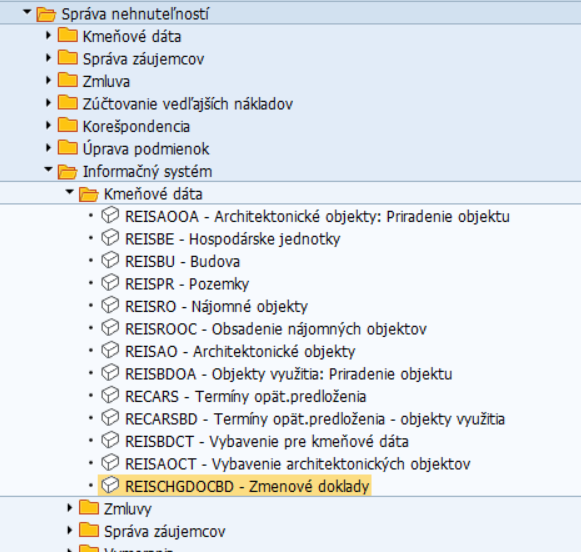 Správa nehnuteľností
Kmeňové dáta
Správa záujemcov
Zmluva
Zúčtovanie vedľajších nákladov
Korešpondencia
Úprava podmienok
Informačný systém
Kmeňové dáta
REISAOOA - Architektonické objekty: Priradenie objektu
REISBE - Hospodárske jednotky
REISBU - Budova
REISPR - Pozemky
REISRO - Nájomné objekty
REISROOC - Obsadenie nájomných objektov
REISAO - Architektonické objekty
REISBDOA - Objekty využitia: Priradenie objektu
RECARS - Termíny opät.predloženia
RECARSBD - Termíny opät.predloženia - objekty využitia
REISBDCT - Vybavenie pre kmeňové dáta
REISAOCT - Vybavenie architektonických objektov
REISCHGDOCBD - Zmenové doklady
Zmluvy
Správa záujemcov